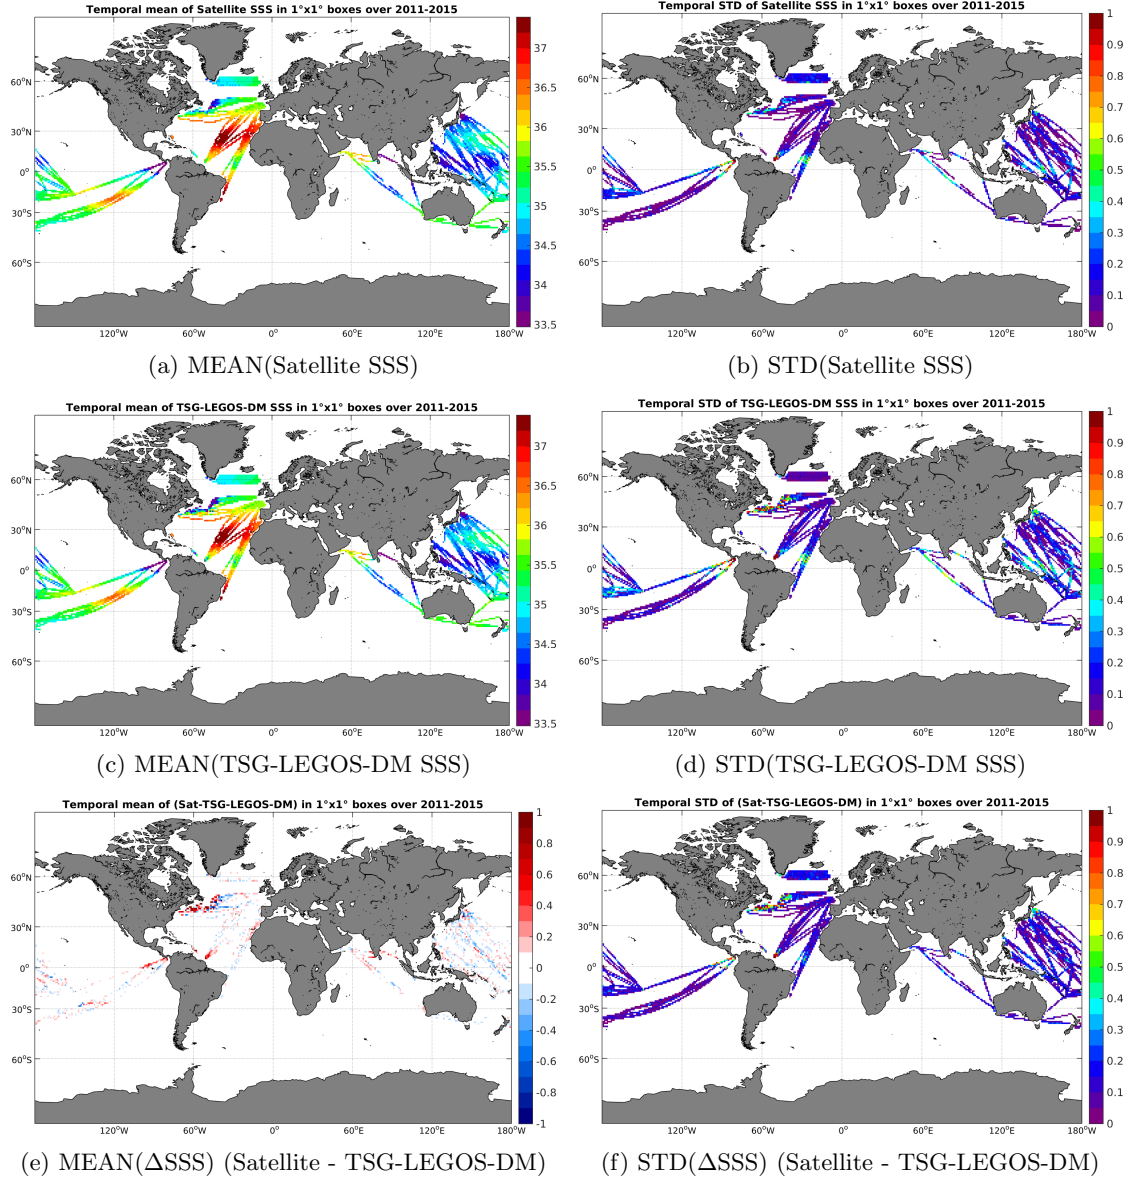 Temporal mean of Satellite SSS in 1°x1° boxes over 2011-2015
60°N
30°N
0°
30°S
60°S
120°W 60°W 0° 60°E 120°E 180°W
37
36.5
36
35.5
35
34.5
34
33.5
(a) MEAN(Satellite SSS)
Temporal STD of Satellite SSS in 1°x1° boxes over 2011-2015
60°N
30°N
0°
30°S
60°S
120°W 60°W 0° 60°E 120°E 180°W
1
0.9
0.8
0.7
0.6
0.5
0.4
0.3
0.2
0.1
0
(b) STD(Satellite SSS)
Temporal mean of TSG-LEGOS-DM SSS in 1°x1° boxes over 2011-2015
60°N
30°N
0°
30°S
60°S
120°W 60°W 0° 60°E 120°E 180°W
37
36.5
36
35.5
35
34.5
34
33.5
(c) MEAN(TSG-LEGOS-DM SSS)
Temporal STD of TSG-LEGOS-DM SSS in 1°x1° boxes over 2011-2015
60°N
30°N
0°
30°S
60°S
120°W 60°W 0° 60°E 120°E 180°W
1
0.9
0.8
0.7
0.6
0.5
0.4
0.3
0.2
0.1
0
(d) STD(TSG-LEGOS-DM SSS)
Temporal mean of (Sat-TSG-LEGOS-DM) in 1°x1° boxes over 2011-2015
60°N
30°N
0°
30°S
60°S
120°W 60°W 0° 60°E 120°E 180°W
1
0.8
0.6
0.4
0.2
0
-0.2
-0.4
-0.6
-0.8
-1
(e) MEAN(ΔSSS) (Satellite - TSG-LEGOS-DM)
Temporal STD of (Sat-TSG-LEGOS-DM) in 1°x1° boxes over 2011-2015
60°N
30°N
0°
30°S
60°S
120°W 60°W 0° 60°E 120°E 180°W
1
0.9
0.8
0.7
0.6
0.5
0.4
0.3
0.2
0.1
0
(f) STD(ΔSSS) (Satellite - TSG-LEGOS-DM)